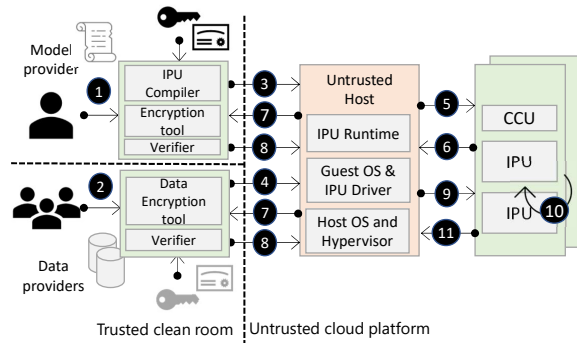 Model
provider
1
IPU
Compiler
Encryption
tool
Verifier
3
7
8
Untrusted
Host
IPU Runtime
Guest OS &
IPU Driver
Host OS and
Hypervisor
5
6
9
11
CCU
IPU
IPU
10
2
Data
Encryption
tool
Verifier
4
7
8
Data
providers
Trusted clean room
Untrusted cloud platform